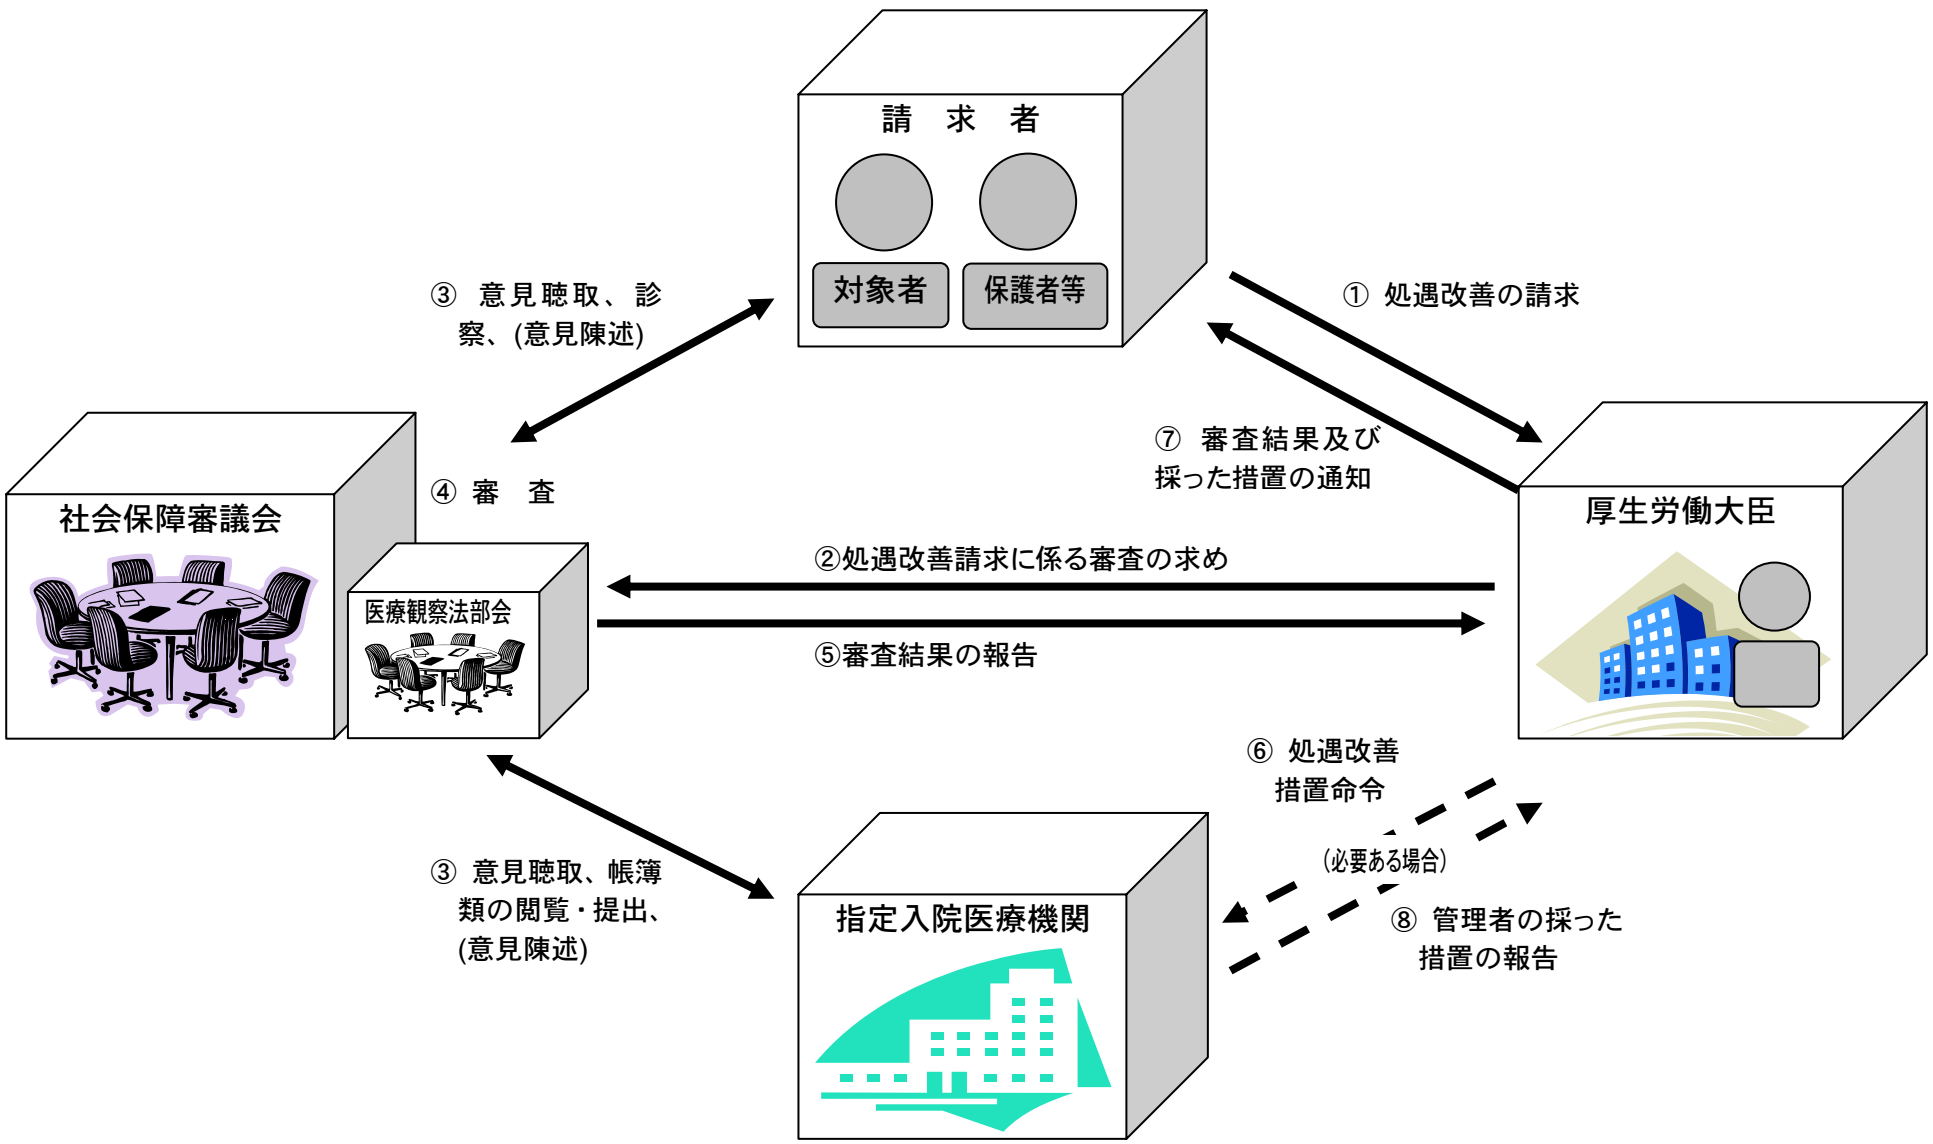 請　求　者
対象者
保護者等
③ 意見聴取、診
察、(意見陳述)
① 処遇改善の請求
⑦ 審査結果及び
採った措置の通知
④ 審　査
社会保障審議会
医療観察法部会
②処遇改善請求に係る審査の求め
⑤審査結果の報告
厚生労働大臣
⑥ 処遇改善
措置命令
（必要ある場合）
③ 意見聴取、帳簿
類の閲覧・提出、
(意見陳述)
指定入院医療機関
⑧ 管理者の採った
措置の報告